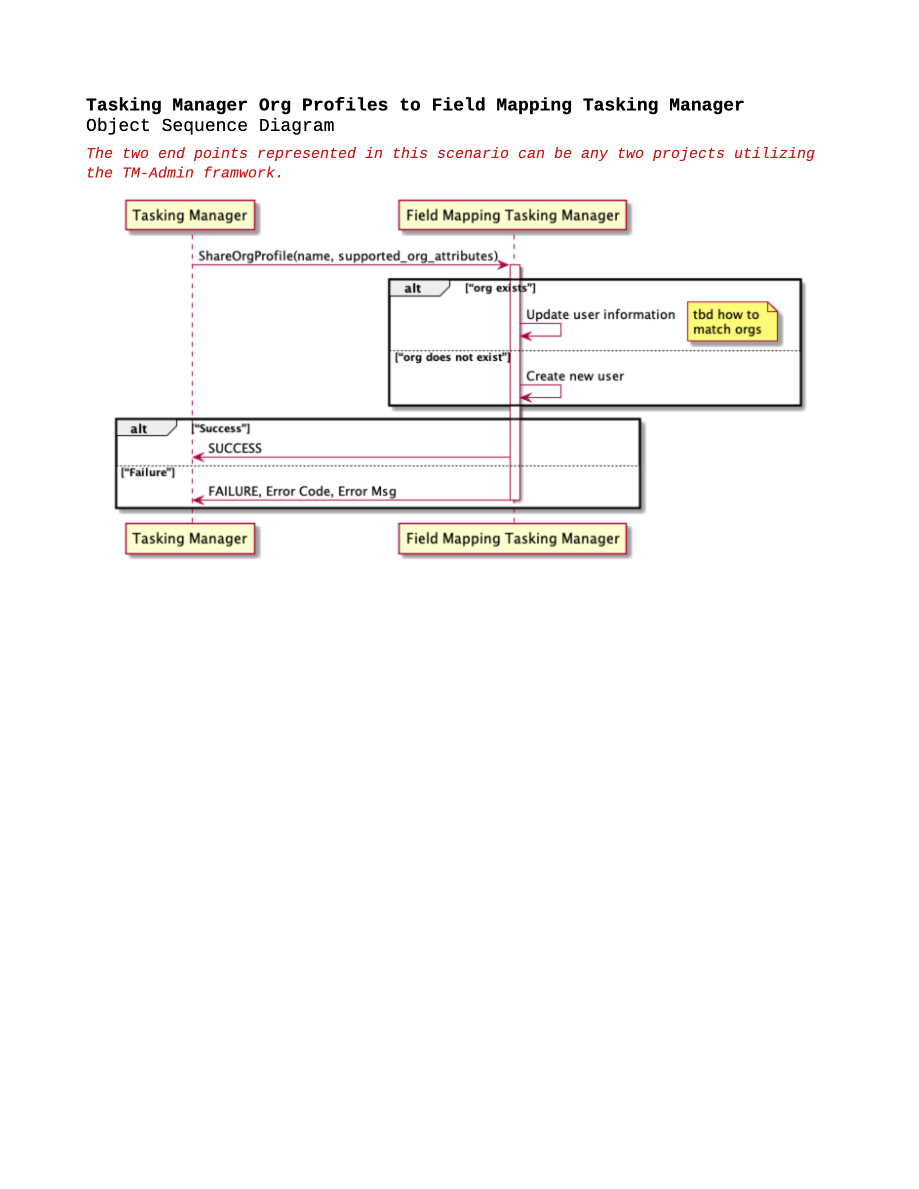 Tasking Manager Org Profiles to Field Mapping Tasking Manager
Object Sequence Diagram
The two end points represented in this scenario can be any two projects utilizing
the TM-Admin framwork.
Tasking Manager
Field Mapping Tasking Manager
ShareOrgProfile(name, supported_org_attributes)
alt
["org exists"]
Update user information
tbd how to
match orgs
["org does not exist"]
Create new user
alt
["Success"]
SUCCESS
["Failure"]
FAILURE, Error Code, Error Msg
Tasking Manager
Field Mapping Tasking Manager